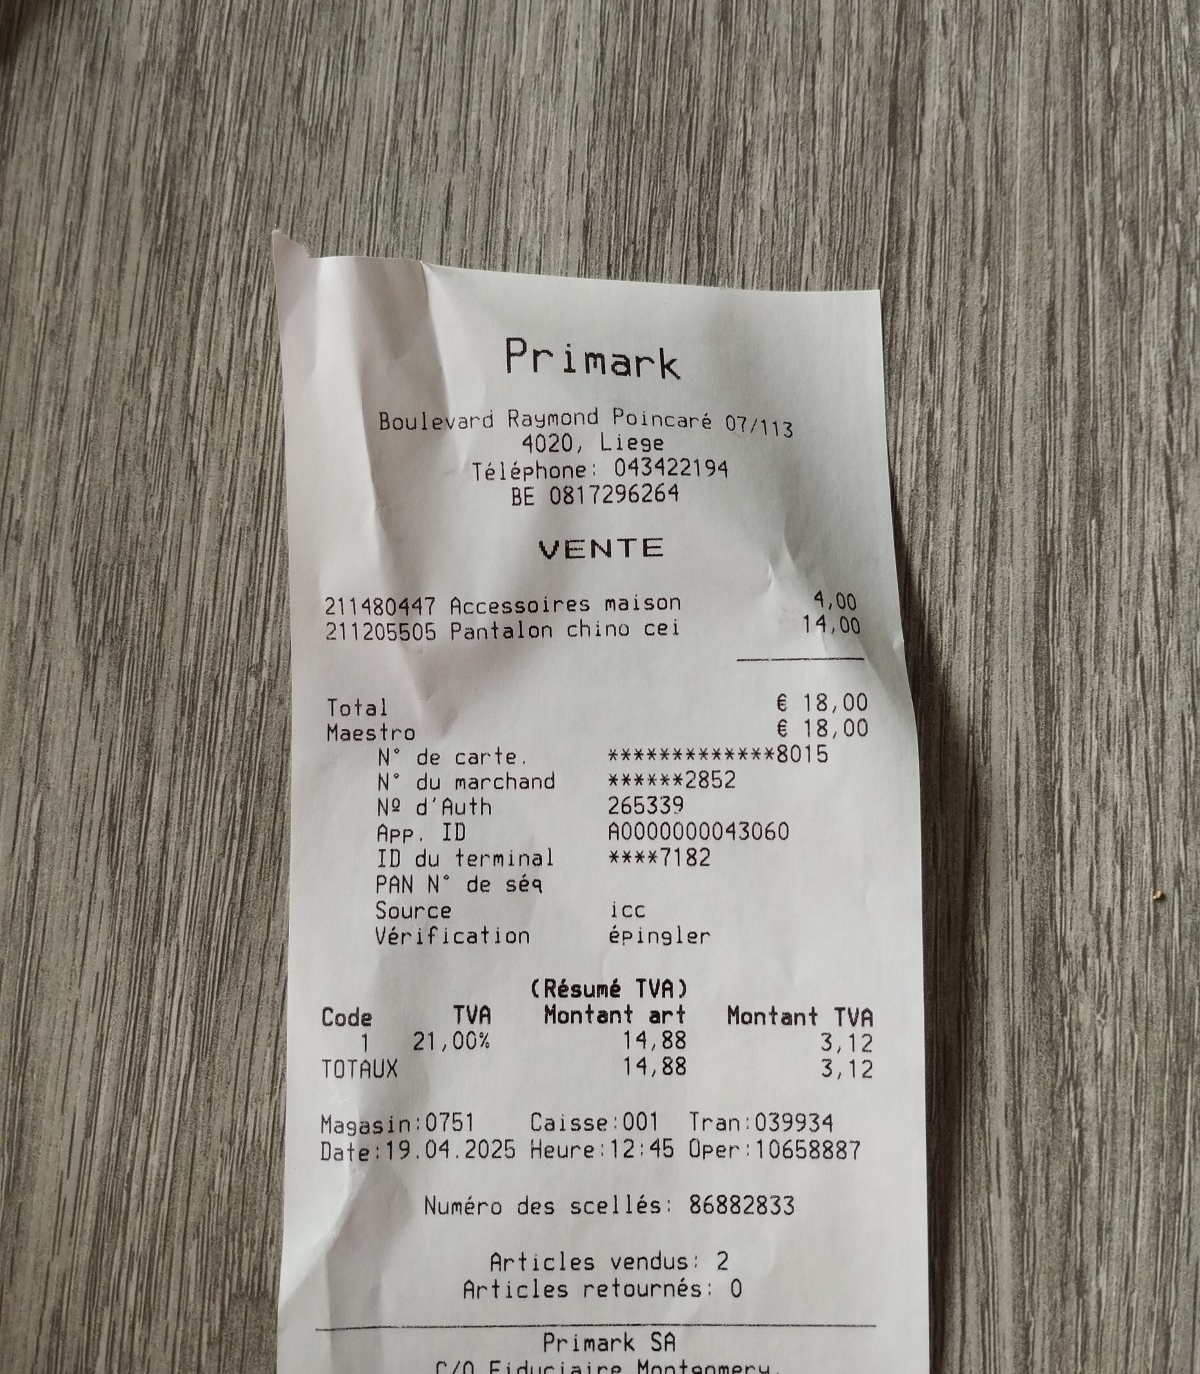 Primark
Boulevard Raymond Poincaré 07/113
4020, Liege
Téléphone: 043422194
BE 0817296264
VENTE
211480447 Accessoires maison 4,00
211205505 Pantalon chino cei 14,00
Total € 18,00
Maestro € 18,00
N° de carte. *************8015
N° du marchand ******2852
Nº d'Auth 265339
App. ID A0000000043060
ID du terminal ****7182
PAN N° de séq
Source icc
Vérification épingler
(Résumé TVA)
Code TVA Montant art Montant TVA
1 21,00% 14,88 3,12
TOTAUX 14,88 3,12
Magasin:0751 Caisse:001 Tran:039934
Date:19.04.2025 Heure:12:45 Oper:10658887
Numéro des scellés: 86882833
Articles vendus: 2
Articles retournés: 0
Primark SA
C/O Fiduciaire Montgomery,